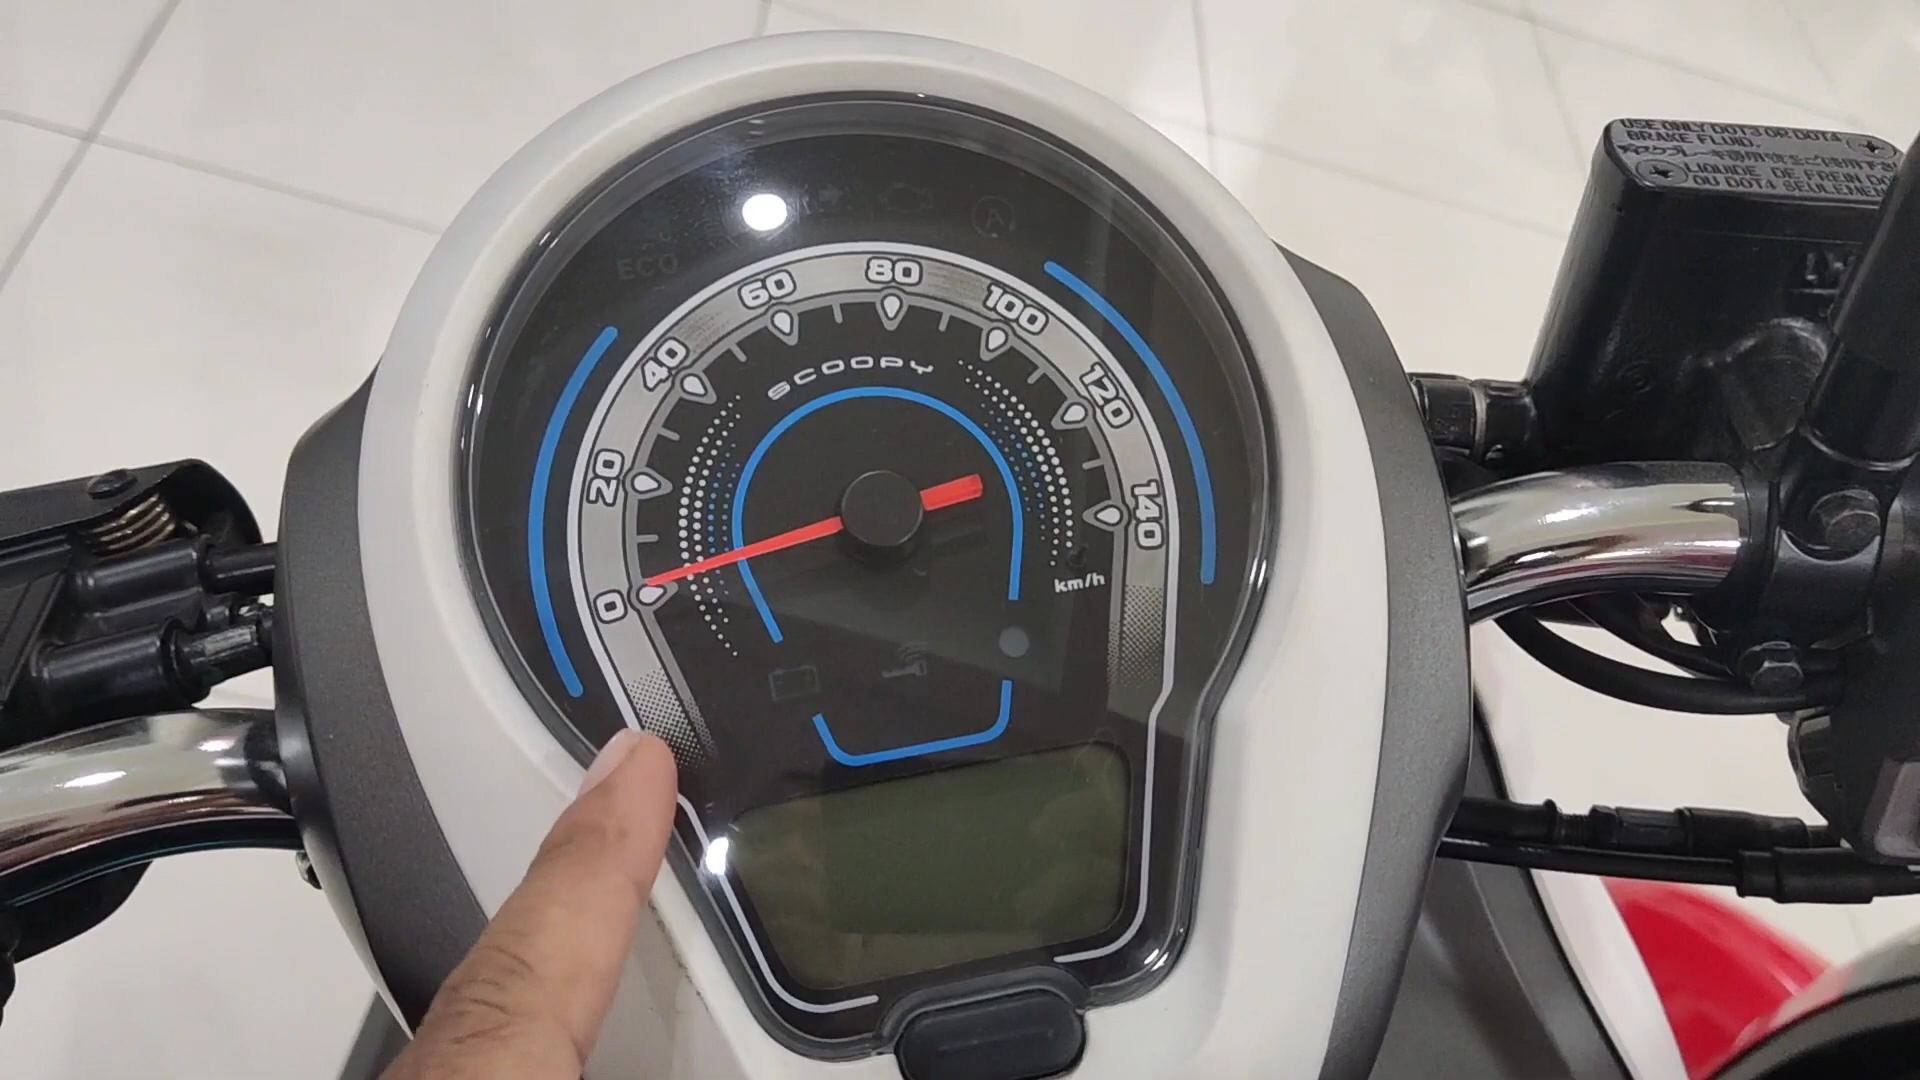 USE ONLY DOT3 OR DOT4
BRAKE FLUID.
LIQUIDE DE FREIN DO
OU DOT4 SEULEMEN
ECO
A
0
20
40
60
80
100
120
140
SCOOPY
km/h